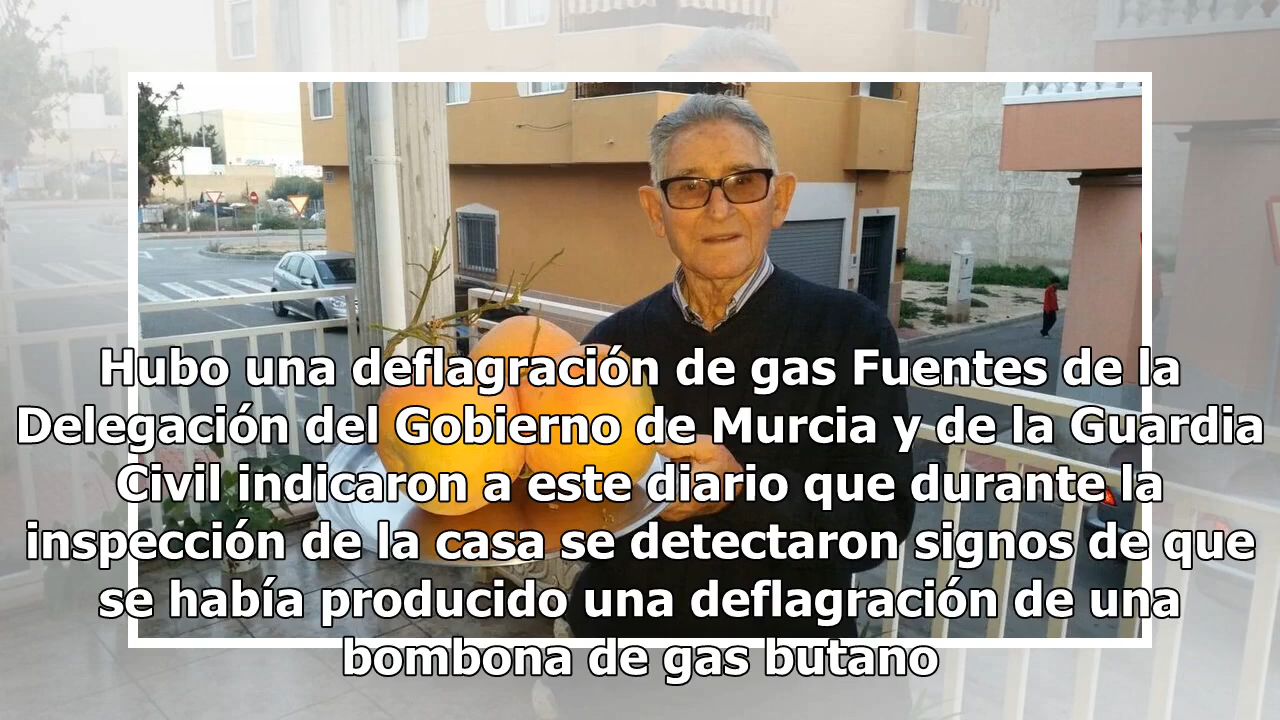 Hubo una deflagración de gas Fuentes de la
Delegación del Gobierno de Murcia y de la Guardia
Civil indicaron a este diario que durante la
inspección de la casa se detectaron signos de que
se había producido una deflagración de una
bombona de gas butano